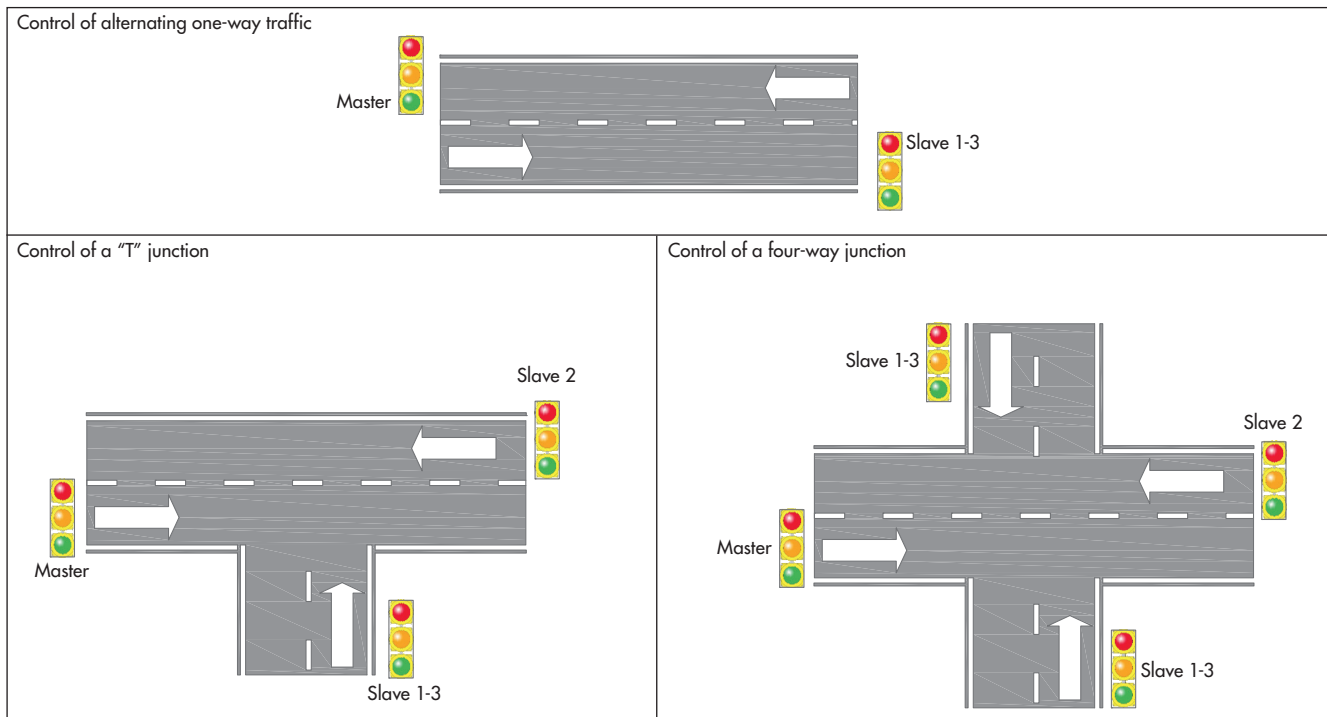 Control of alternating one-way traffic
Master
Slave 1-3
Control of a “T” junction
Slave 2
Master
Slave 1-3
Control of a four-way junction
Slave 1-3
Slave 2
Master
Slave 1-3